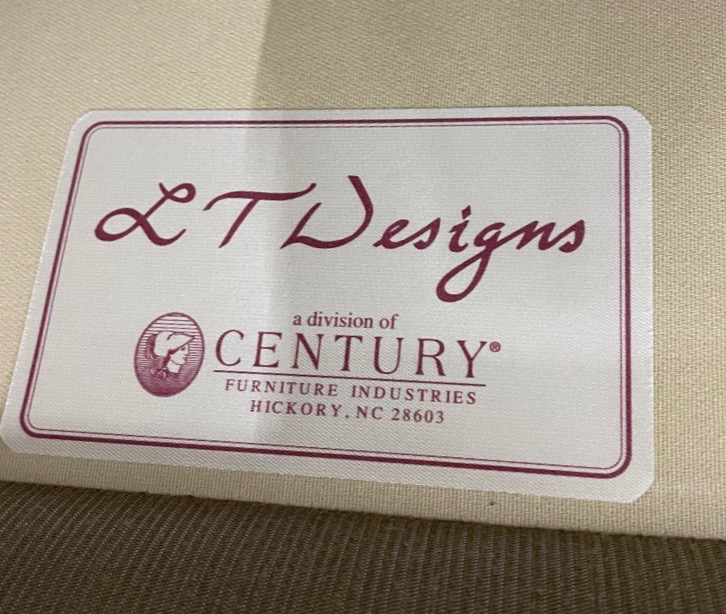 LT Designs
a division of
CENTURY®
FURNITURE INDUSTRIES
HICKORY, NC 28603